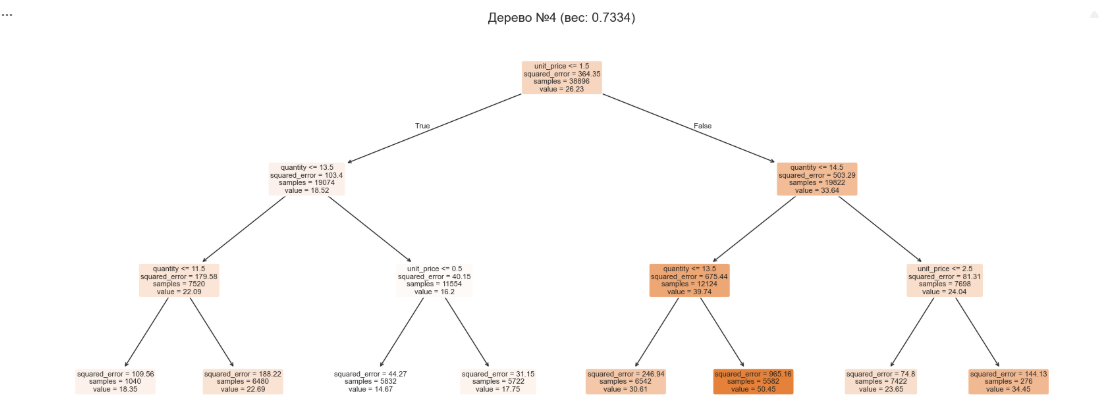 ...
Дерево №4 (вес: 0.7334)
unit_price <= 1.5
squared_error = 364.35
samples = 38896
value = 26.23
True
False
quantity <= 13.5
squared_error = 103.4
samples = 19074
value = 18.52
quantity <= 14.5
squared_error = 503.29
samples = 19822
value = 33.64
quantity <= 11.5
squared_error = 179.58
samples = 7520
value = 22.09
unit_price <= 0.5
squared_error = 40.15
samples = 11554
value = 16.2
quantity <= 13.5
squared_error = 675.44
samples = 12124
value = 39.74
unit_price <= 2.5
squared_error = 81.31
samples = 7698
value = 24.04
squared_error = 109.56
samples = 1040
value = 18.35
squared_error = 188.22
samples = 6480
value = 22.69
squared_error = 44.27
samples = 5832
value = 14.67
squared_error = 31.15
samples = 5722
value = 17.75
squared_error = 246.94
samples = 6542
value = 30.61
squared_error = 965.16
samples = 5582
value = 50.45
squared_error = 74.8
samples = 7422
value = 23.65
squared_error = 144.13
samples = 276
value = 34.45